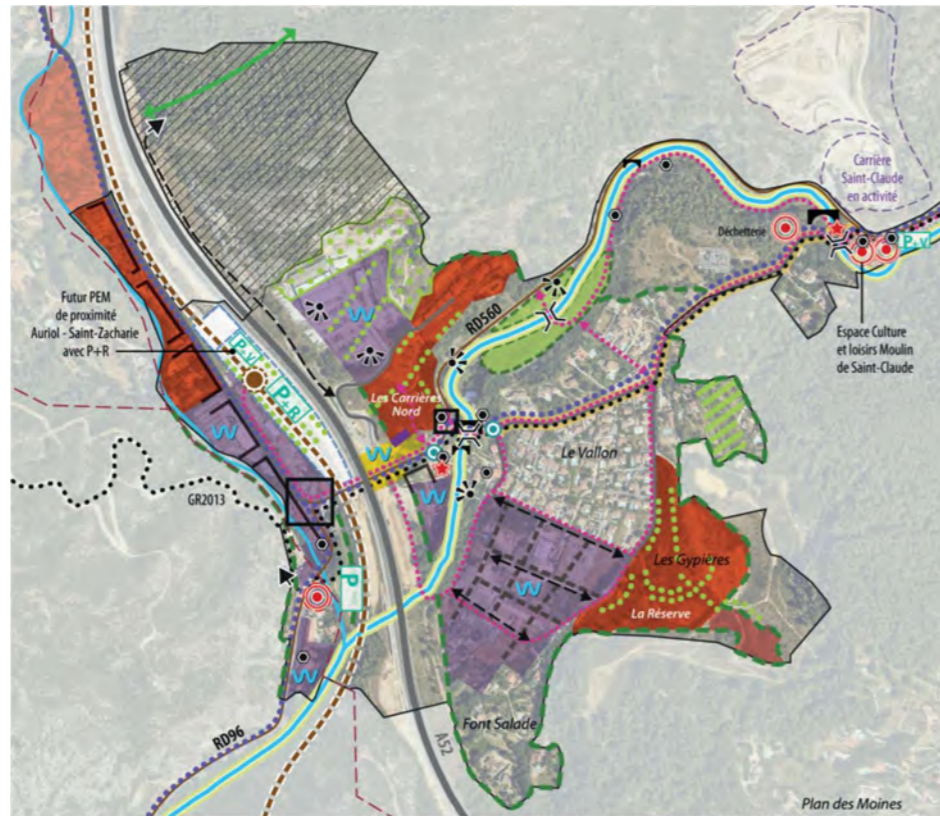 Carrière
Saint-Claude
en activité
Déchetterie
P+V
Espace Culture
et loisirs Moulin
de Saint-Claude
RD560
Futur PEM
de proximité
Auriol - Saint-Zacharie
avec P+R
P+V
P+R
Les Carrières
Nord
Le Vallon
GR2013
P
Les Gypières
La Réserve
Font Salade
RD96
A52
Plan des Moines